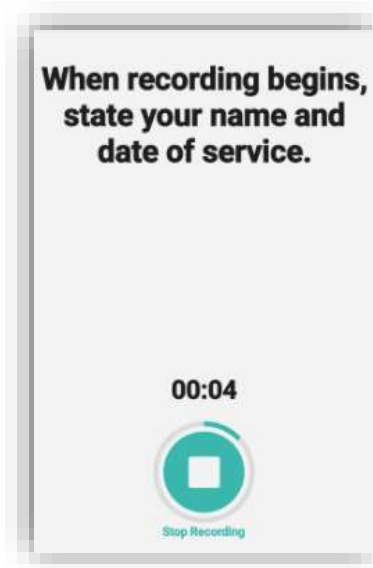 When recording begins,
state your name and
date of service.
00:04
Stop Recording